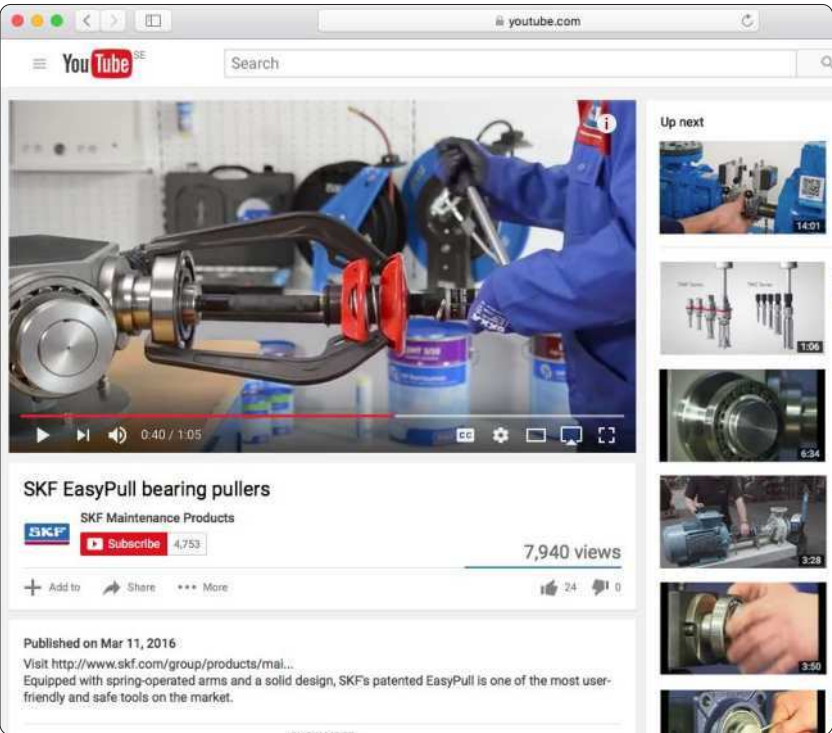 youtube.com
YouTube SE
Search
i
Up next
14:01
1:06
0:40 / 1:05
CC
6:34
SKF EasyPull bearing pullers
SKF
SKF Maintenance Products
Subscribe 4,753
7,940 views
3:28
Add to Share More
24 0
Published on Mar 11, 2016
Visit http://www.skf.com/group/products/mai...
Equipped with spring-operated arms and a solid design, SKF's patented EasyPull is one of the most user-
friendly and safe tools on the market.
3:50